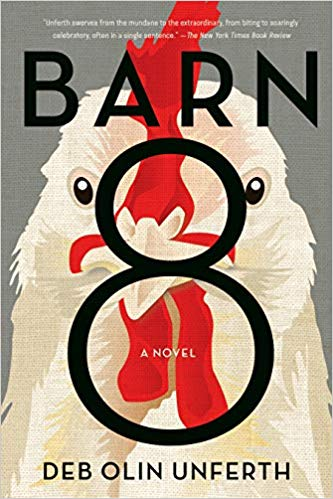 "Unferth swerves from the mundane to the extraordinary, from biting to soaringly
celebratory, often in a single sentence." —The New York Times Book Review
BARN
8
A NOVEL
DEB OLIN UNFERTH